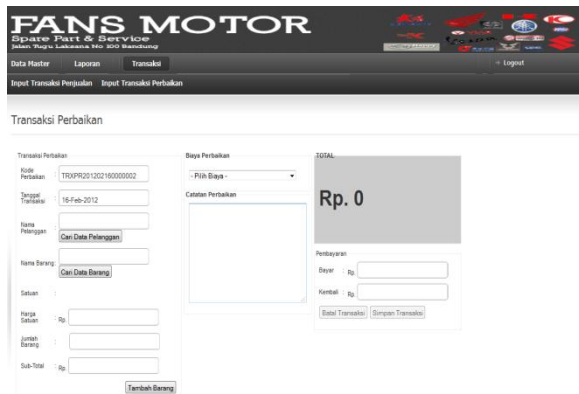 FANS MOTOR
Spare Part & Service
Jalan Tugu Laksana No 100 Bandung
Data Master Laporan Transaksi Logout
Input Transaksi Penjualan Input Transaksi Perbaikan
Transaksi Perbaikan
Transaksi Perbaikan
Kode Perbaikan : TRXPR201202160000002
Tanggal Transaksi : 16-Feb-2012
Nama Pelanggan :
Cari Data Pelanggan
Nama Barang :
Cari Data Barang
Satuan :
Harga Satuan : Rp.
Jumlah Barang :
Sub-Total : Rp.
Tambah Barang
Biaya Perbaikan
- Pilih Biaya -
Catatan Perbaikan
TOTAL
Rp. 0
Pembayaran
Bayar : Rp.
Kembali : Rp.
Batal Transaksi Simpan Transaksi